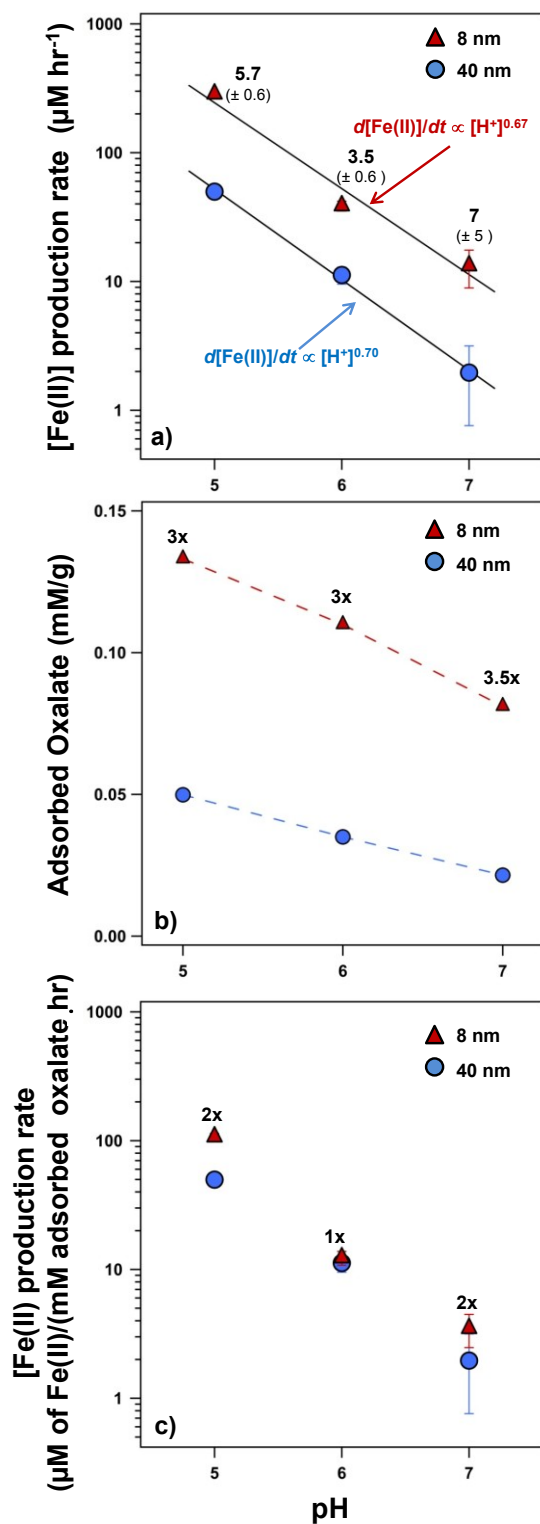 [Fe(II)] production rate (µM hr-1)
1000
100
10
1
8 nm
40 nm
5.7
(± 0.6)
d[Fe(II)]/dt ∝ [H+]0.67
3.5
(± 0.6 )
7
(± 5 )
d[Fe(II)]/dt ∝ [H+]0.70
a)
5
6
7
Adsorbed Oxalate (mM/g)
0.15
0.10
0.05
0.00
8 nm
40 nm
3x
3x
3.5x
b)
5
6
7
[Fe(II) production rate
(µM of Fe(II)/(mM adsorbed oxalate hr)
1000
100
10
1
8 nm
40 nm
2x
1x
2x
c)
5
6
7
pH